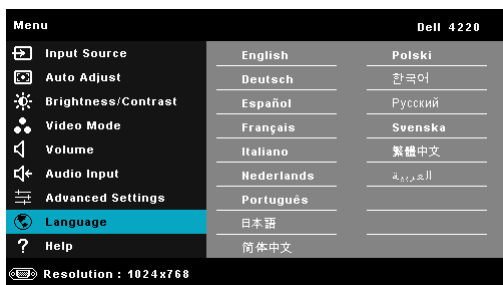 Menu Dell 4220
Input Source English Polski
Auto Adjust Deutsch 한국어
Brightness/Contrast Español Русский
Video Mode Français Svenska
Volume Italiano 繁體中文
Audio Input Nederlands العربية
Advanced Settings Português
Language 日本語
? Help 简体中文
Resolution : 1024x768